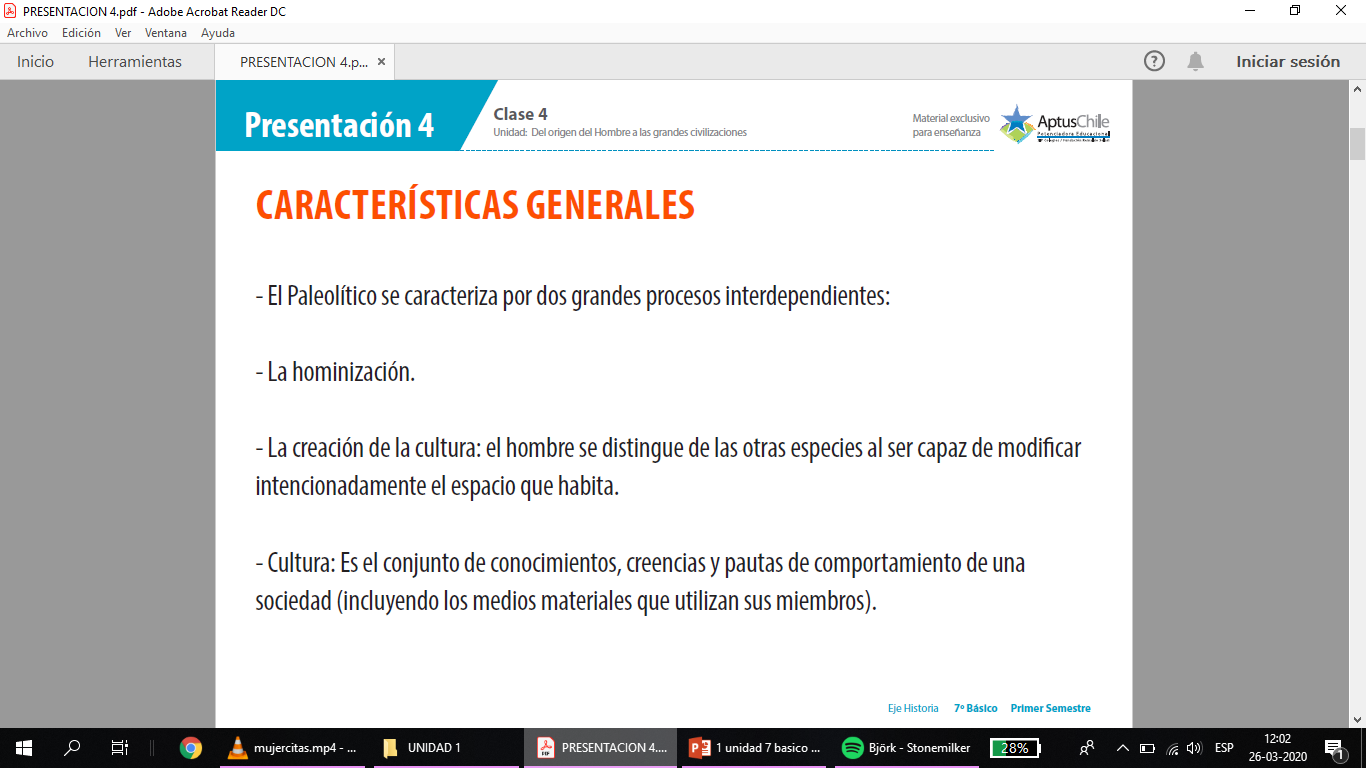 PRESENTACION 4.pdf - Adobe Acrobat Reader DC
Archivo Edición Ver Ventana Ayuda
Inicio Herramientas PRESENTACION 4.p... × ? Iniciar sesión
Presentación 4
Clase 4
Unidad: Del origen del Hombre a las grandes civilizaciones
Material exclusivo
para enseñanza
AptusChile
Potenciadora Educacional
CARACTERÍSTICAS GENERALES
- El Paleolítico se caracteriza por dos grandes procesos interdependientes:
- La hominización.
- La creación de la cultura: el hombre se distingue de las otras especies al ser capaz de modificar
intencionadamente el espacio que habita.
- Cultura: Es el conjunto de conocimientos, creencias y pautas de comportamiento de una
sociedad (incluyendo los medios materiales que utilizan sus miembros).
Eje Historia 7º Básico Primer Semestre
mujercitas.mp4 - ... UNIDAD 1 PRESENTACION 4.... 1 unidad 7 basico ... Björk - Stonemilker 28% ESP
12:02
26-03-2020
1